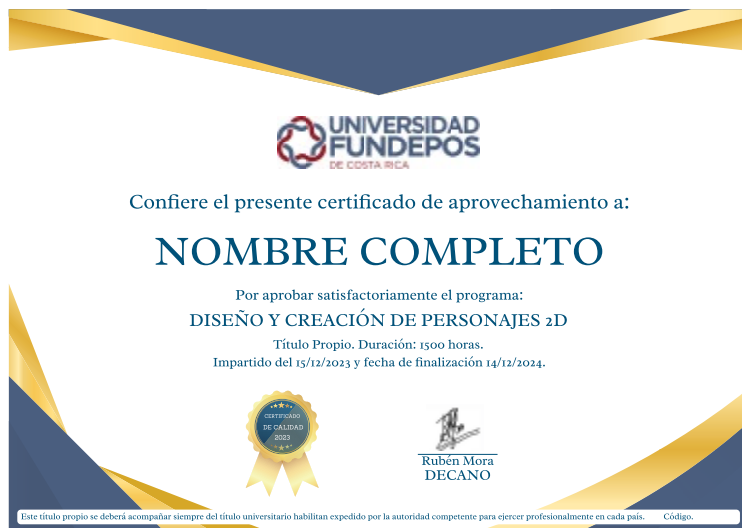 UNIVERSIDAD
FUNDEPOS
DE COSTA RICA
Confiere el presente certificado de aprovechamiento a:
NOMBRE COMPLETO
Por aprobar satisfactoriamente el programa:
DISEÑO Y CREACIÓN DE PERSONAJES 2D
Título Propio. Duración: 1500 horas.
Impartido del 15/12/2023 y fecha de finalización 14/12/2024.
CERTIFICADO
DE CALIDAD
2023
Rubén Mora
DECANO
Este título propio se deberá acompañar siempre del título universitario habilitan expedido por la autoridad competente para ejercer profesionalmente en cada país. Código.